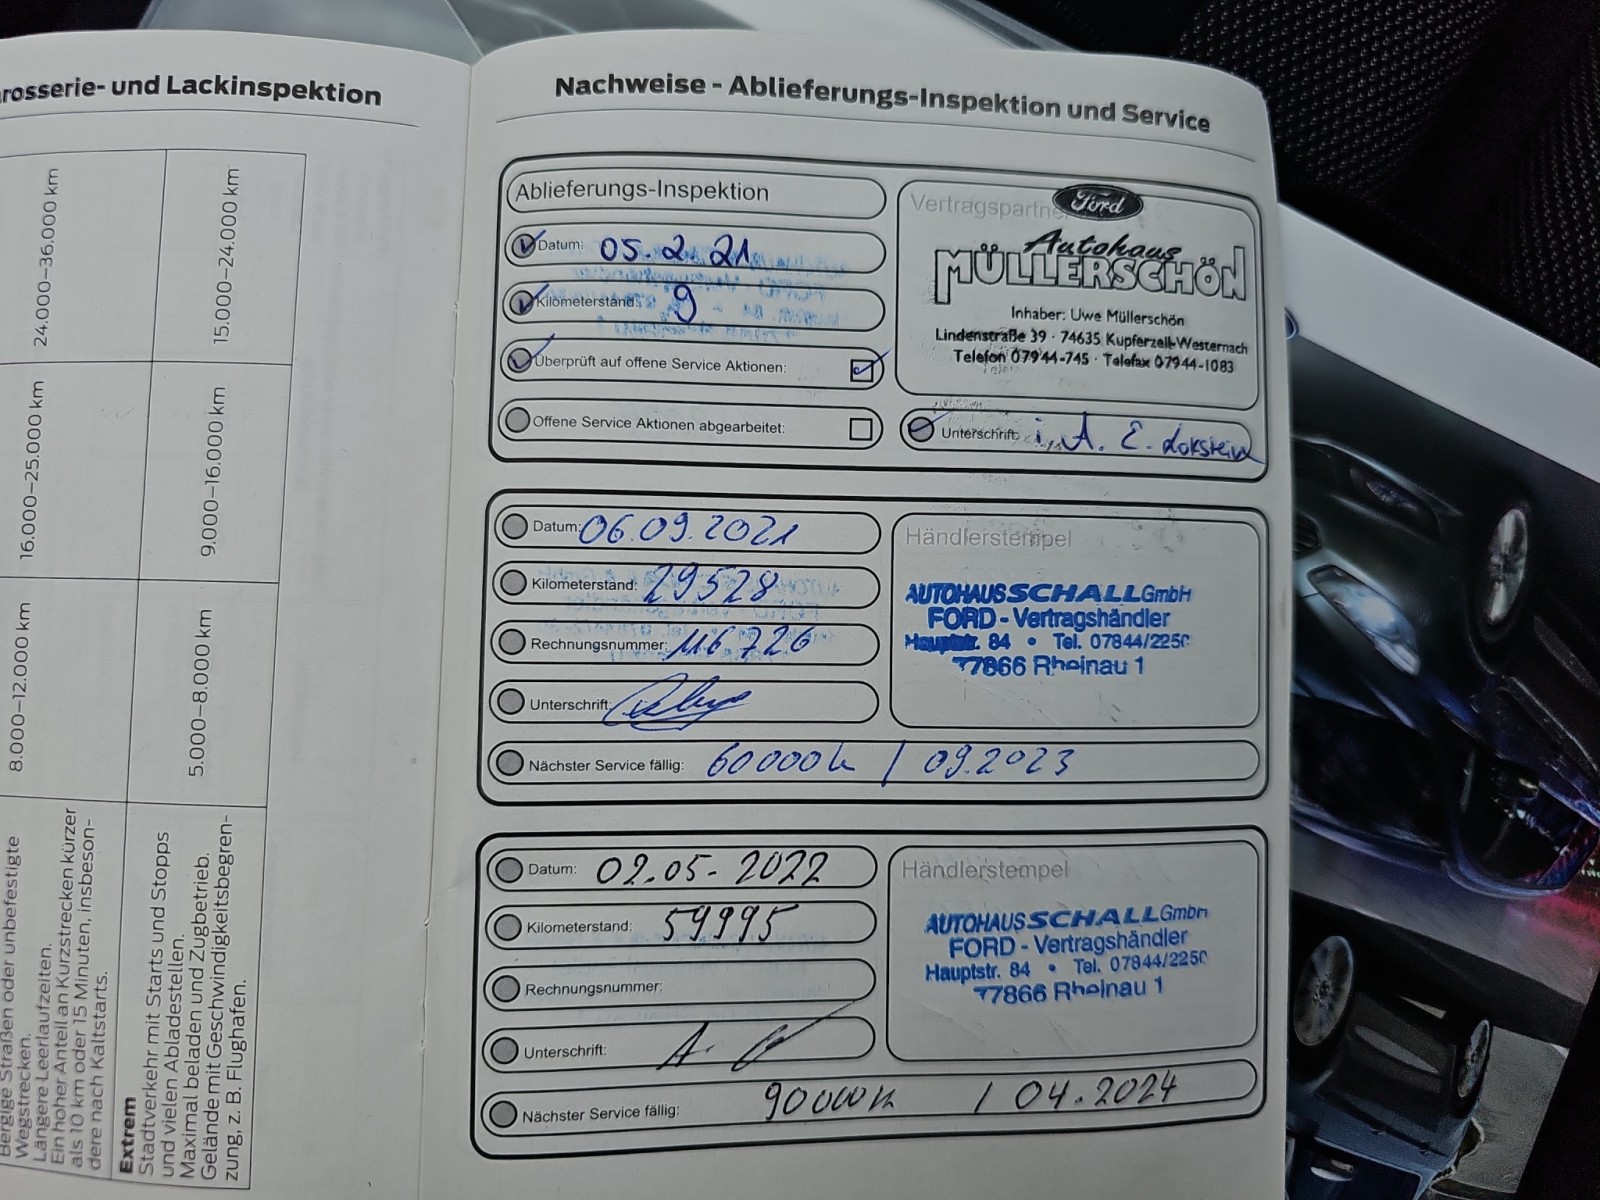 rosserie- und Lackinspektion
24.000–36.000 km
15.000–24.000 km
16.000–25.000 km
9.000–16.000 km
8.000–12.000 km
5.000–8.000 km
Bergige Straßen oder unbefestigte
Wegstrecken.
Längere Leerlaufzeiten.
Ein hoher Anteil an Kurzstrecken kürzer
als 10 km oder 15 Minuten, insbeson-
dere nach Kaltstarts.
Extrem
Stadtverkehr mit Starts und Stopps
und vielen Abladestellen.
Maximal beladen und Zugbetrieb.
Gelände mit Geschwindigkeitsbegren-
zung, z. B. Flughafen.
Nachweise - Ablieferungs-Inspektion und Service
Ablieferungs-Inspektion
Datum: 05.2.21
Kilometerstand: 9
Überprüft auf offene Service Aktionen:
Offene Service Aktionen abgearbeitet:
Vertragspartne
Ford
Autohaus
MÜLLERSCHÖN
Inhaber: Uwe Müllerschön
Lindenstraße 39 · 74635 Kupferzell-Westernach
Telefon 07944-745 · Telefax 07944-1083
Unterschrift: i. A. E.
Datum: 06.09.2021
Kilometerstand: 29528
Rechnungsnummer: 116726
Unterschrift:
Nächster Service fällig: 60000k / 09.2023
Händlerstempel
AUTOHAUS SCHALL GmbH
FORD - Vertragshändler
Hauptstr. 84 • Tel. 07844/2250
77866 Rheinau 1
Datum: 02.05.2022
Kilometerstand: 59995
Rechnungsnummer:
Unterschrift: A.
Nächster Service fällig: 90000k / 04.2024
Händlerstempel
AUTOHAUS SCHALL GmbH
FORD - Vertragshändler
Hauptstr. 84 • Tel. 07844/2250
77866 Rheinau 1